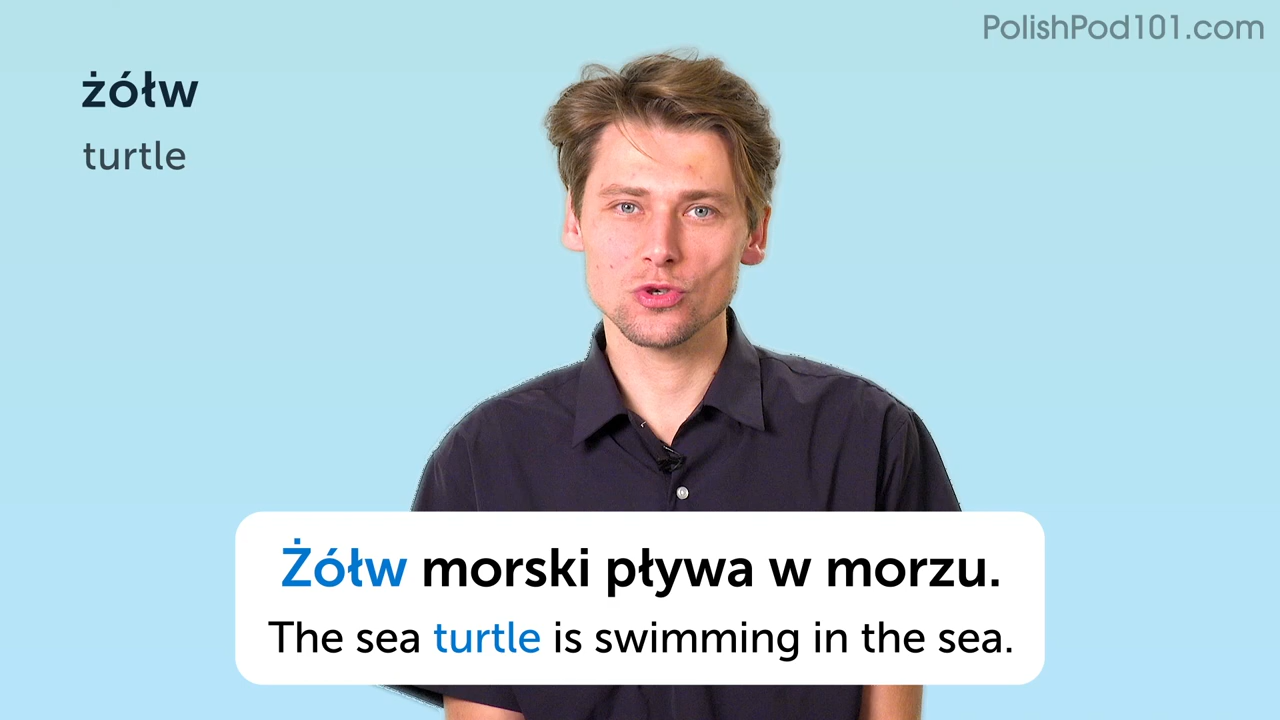 PolishPod101.com
żółw
turtle
Żółw morski pływa w morzu.
The sea turtle is swimming in the sea.